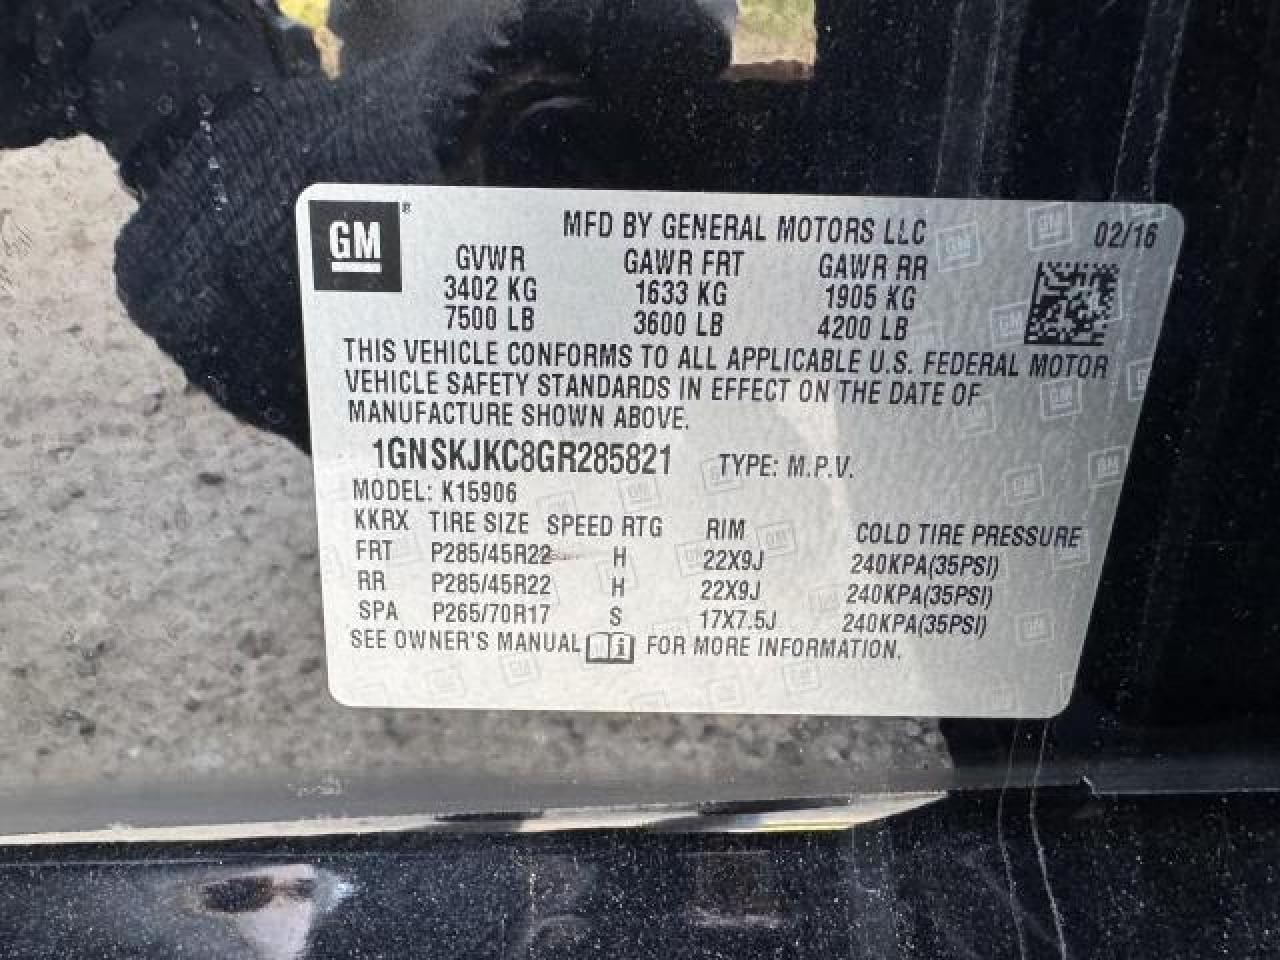 GM®
MFD BY GENERAL MOTORS LLC 02/16
GVWR GAWR FRT GAWR RR
3402 KG 1633 KG 1905 KG
7500 LB 3600 LB 4200 LB
THIS VEHICLE CONFORMS TO ALL APPLICABLE U.S. FEDERAL MOTOR
VEHICLE SAFETY STANDARDS IN EFFECT ON THE DATE OF
MANUFACTURE SHOWN ABOVE.
1GNSKJKC8GR285821 TYPE: M.P.V.
MODEL: K15906
KKRX TIRE SIZE SPEED RTG RIM COLD TIRE PRESSURE
FRT P285/45R22 H 22X9J 240KPA(35PSI)
RR P285/45R22 H 22X9J 240KPA(35PSI)
SPA P265/70R17 S 17X7.5J 240KPA(35PSI)
SEE OWNER'S MANUAL i FOR MORE INFORMATION.